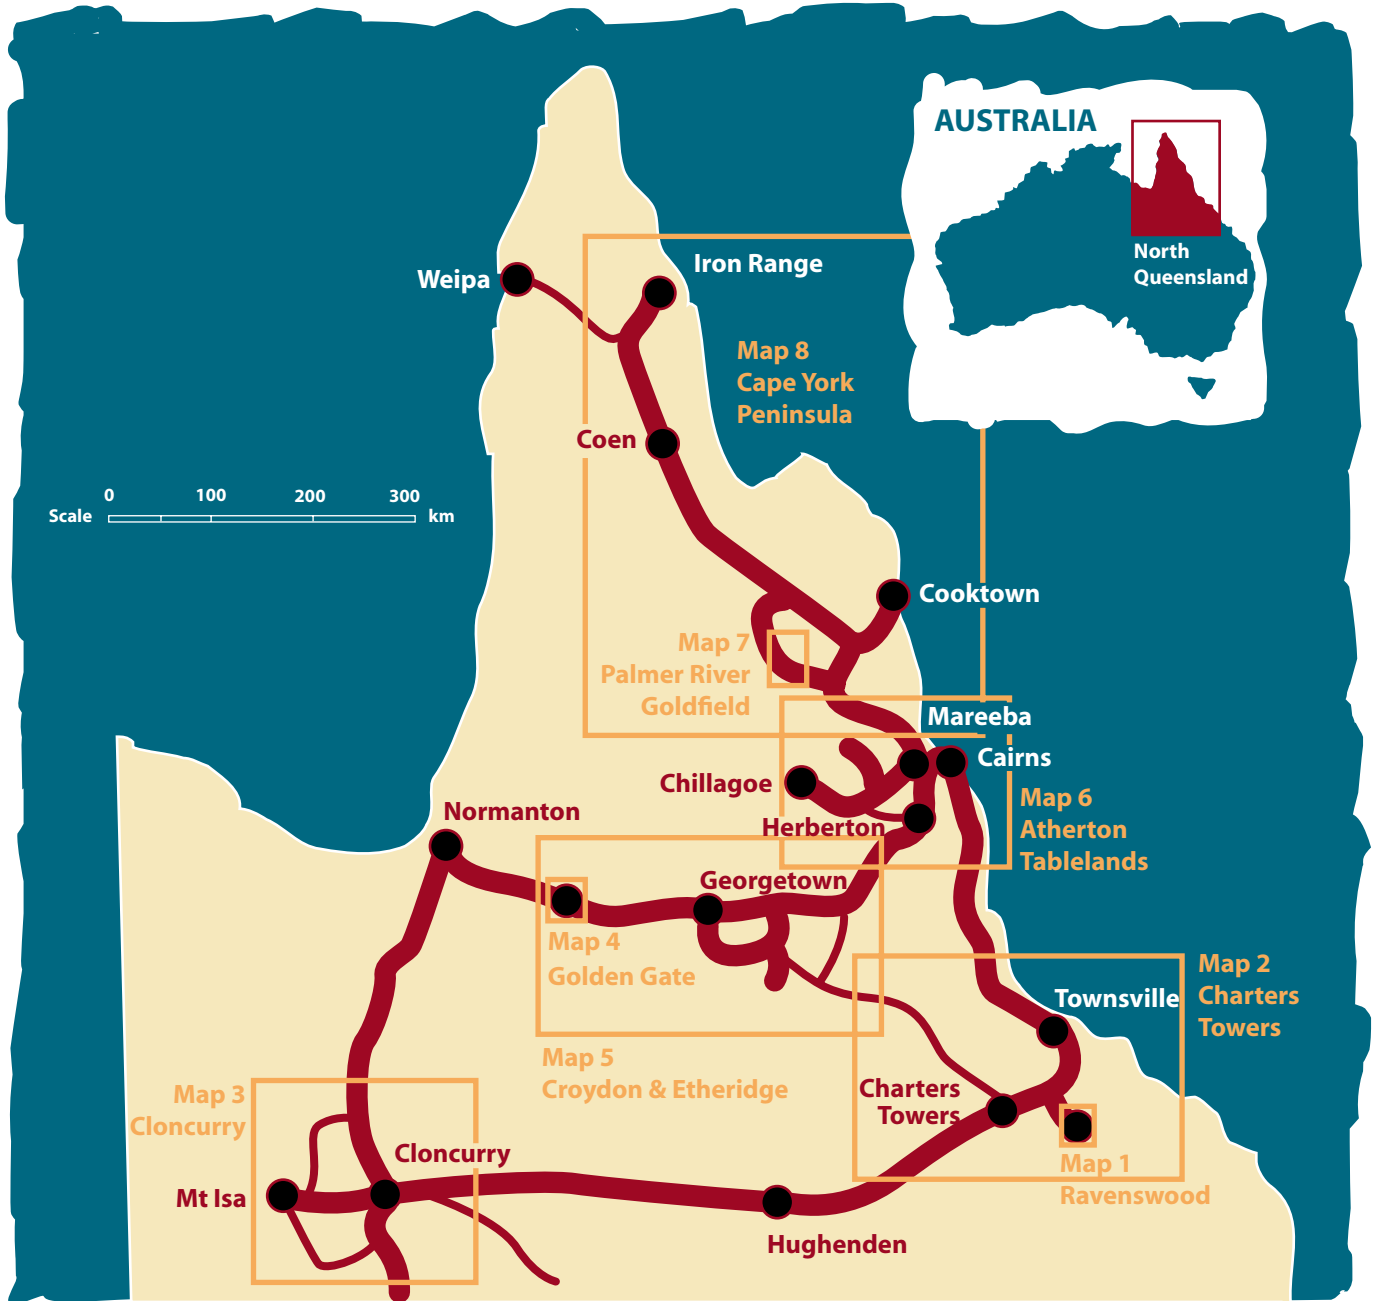 AUSTRALIA
North
Queensland
Weipa
Iron Range
Map 8
Cape York
Peninsula
Coen
0 100 200 300
Scale km
Cooktown
Map 7
Palmer River
Goldfield
Mareeba
Cairns
Chillagoe
Map 6
Atherton
Tablelands
Normanton
Herberton
Georgetown
Map 4
Golden Gate
Map 2
Charters
Towers
Townsville
Map 5
Croydon & Etheridge
Charters
Towers
Map 3
Cloncurry
Cloncurry
Map 1
Ravenswood
Mt Isa
Hughenden